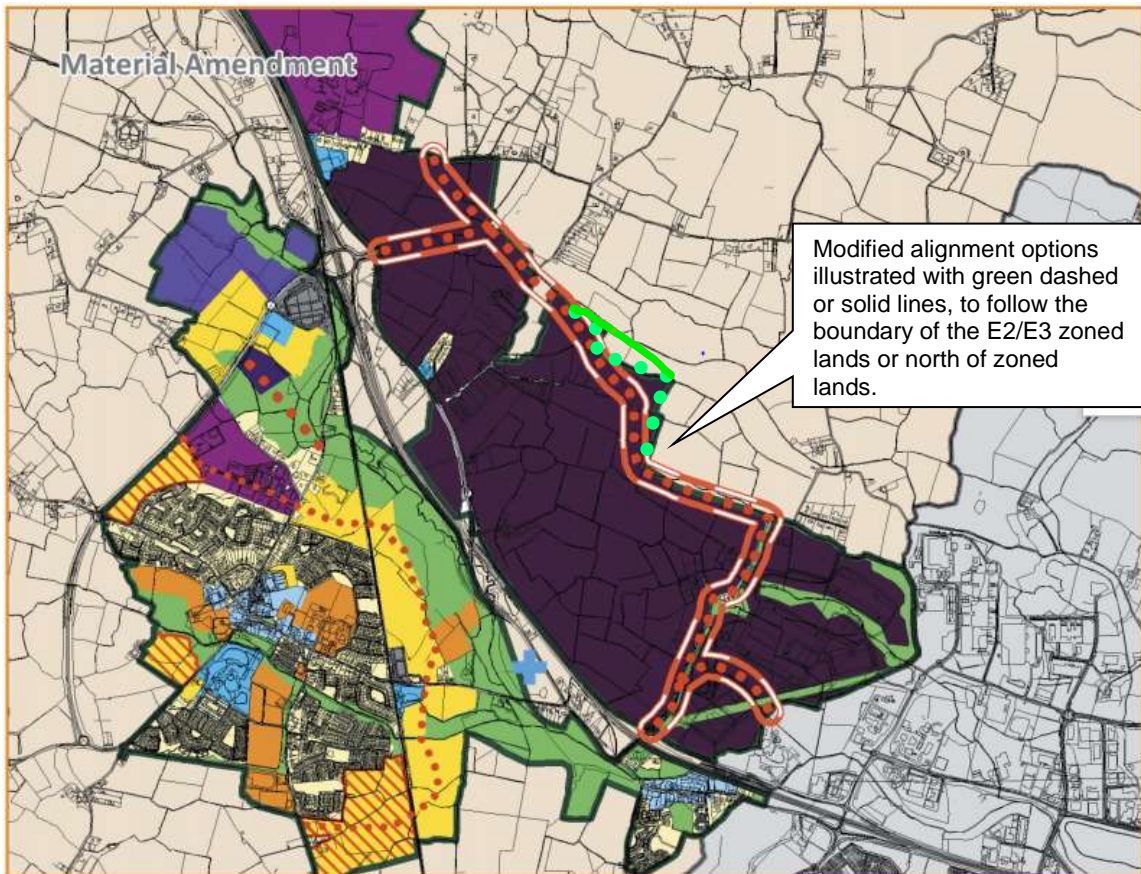 Material Amendment
Modified alignment options
illustrated with green dashed
or solid lines, to follow the
boundary of the E2/E3 zoned
lands or north of zoned
lands.